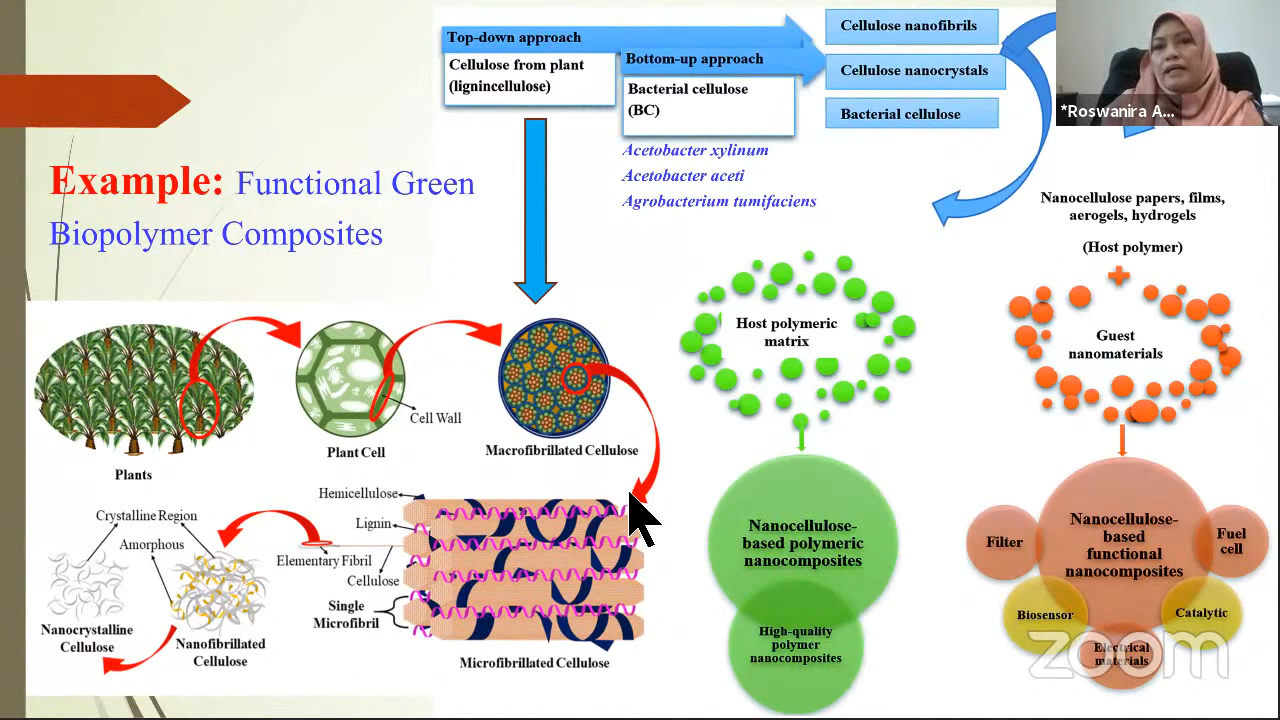 Top-down approach
Cellulose from plant
(lignincellulose)
Bottom-up approach
Bacterial cellulose
(BC)
Acetobacter xylinum
Acetobacter aceti
Agrobacterium tumifaciens
Cellulose nanofibrils
Cellulose nanocrystals
Bacterial cellulose
*Roswanira A...
Example: Functional Green
Biopolymer Composites
Nanocellulose papers, films,
aerogels, hydrogels
(Host polymer)
Host polymeric
matrix
Guest
nanomaterials
Cell Wall
Plants
Plant Cell
Macrofibrillated Cellulose
Hemicellulose
Lignin
Elementary Fibril
Cellulose
Single
Microfibril
Microfibrillated Cellulose
Crystalline Region
Amorphous
Nanocrystalline
Cellulose
Nanofibrillated
Cellulose
Nanocellulose-
based polymeric
nanocomposites
High-quality
polymer
nanocomposites
Nanocellulose-
based
functional
nanocomposites
Filter
Fuel
cell
Biosensor
Catalytic
Electrical
materials
zoom